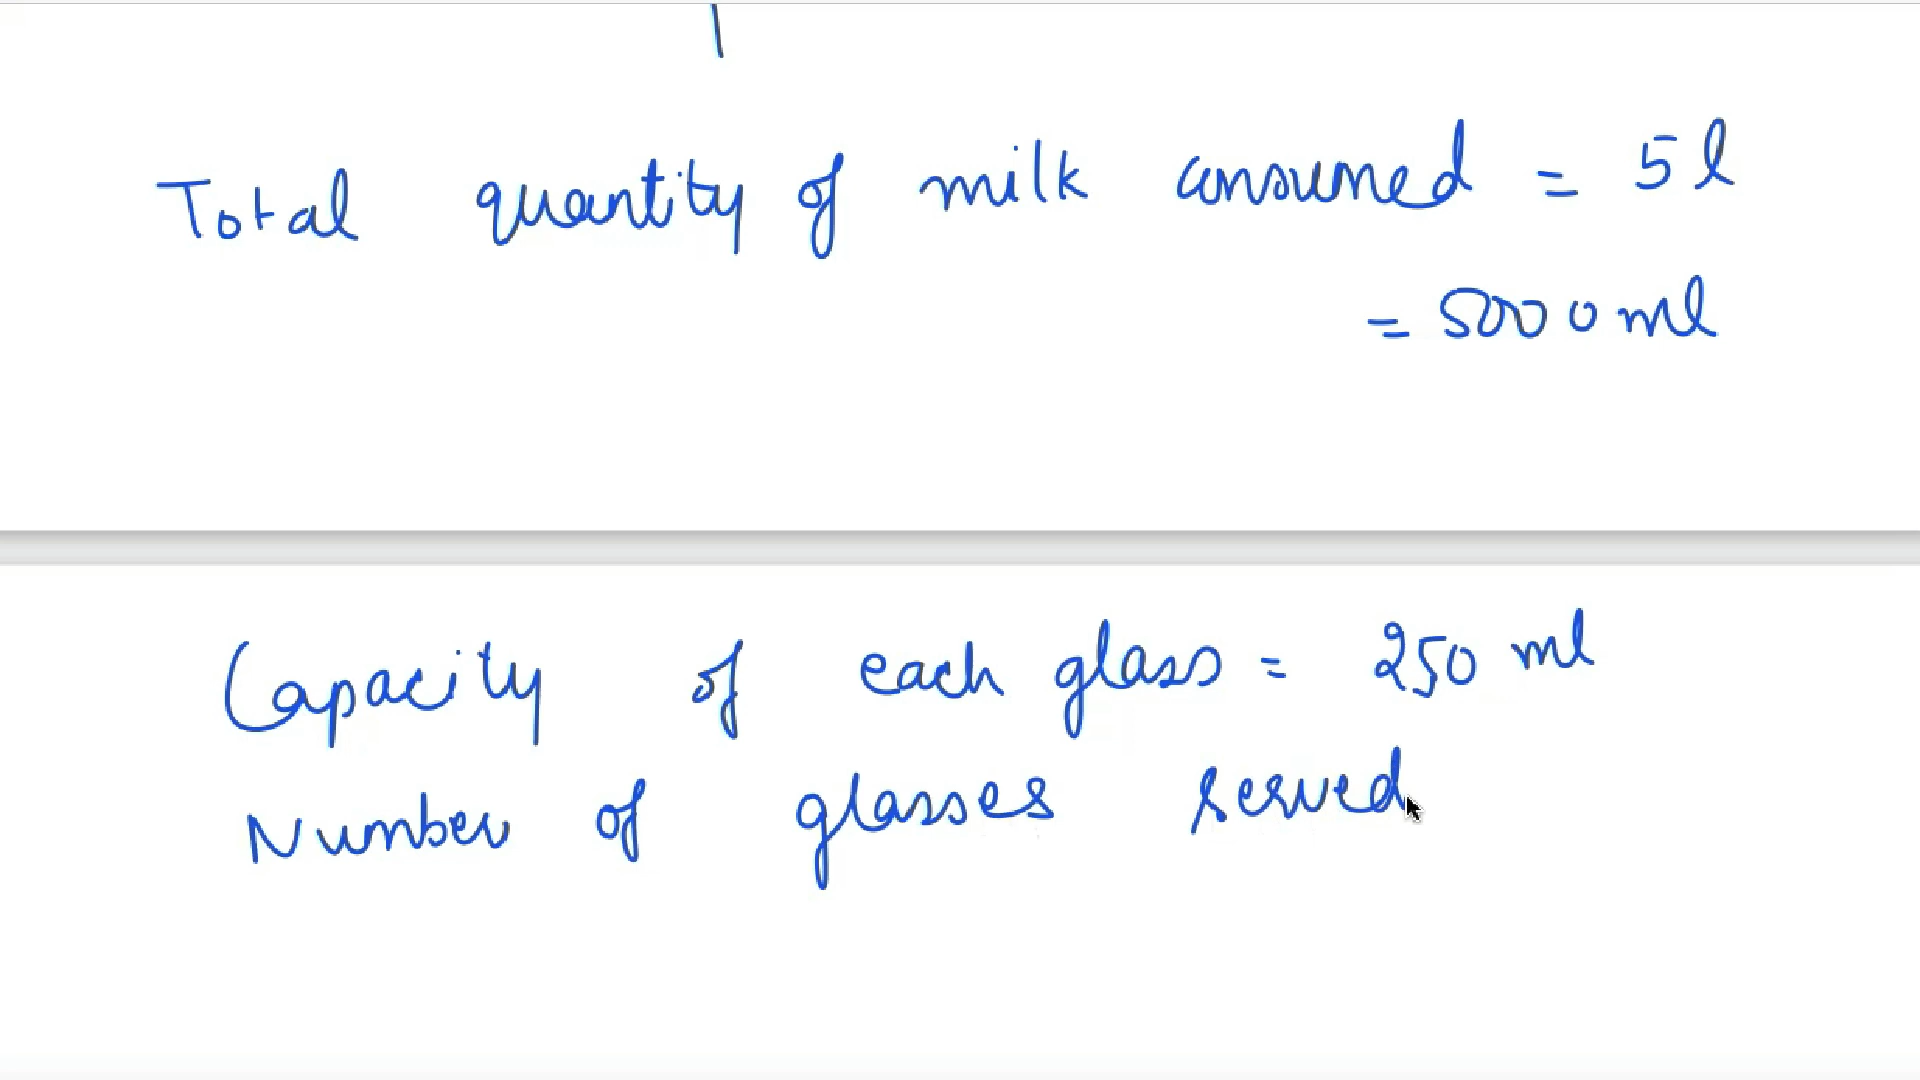 Total quantity of milk consumed = 5 l
= 5000 ml
Capacity of each glass = 250 ml
Number of glasses served